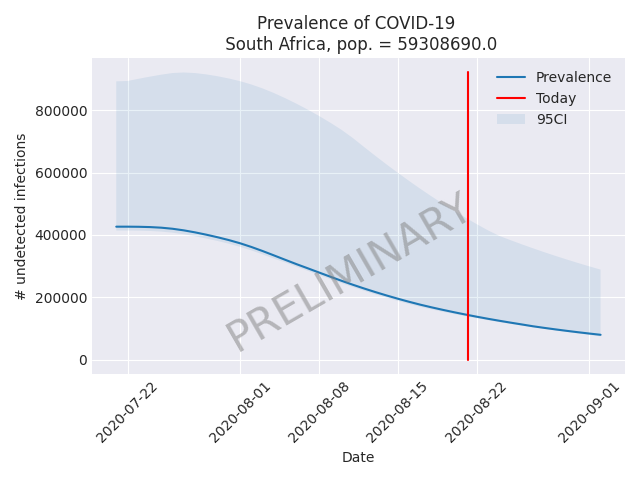 Prevalence of COVID-19
South Africa, pop. = 59308690.0
Prevalence
Today
95CI
# undetected infections
800000
600000
400000
200000
0
PRELIMINARY
2020-07-22
2020-08-01
2020-08-08
2020-08-15
2020-08-22
2020-09-01
Date